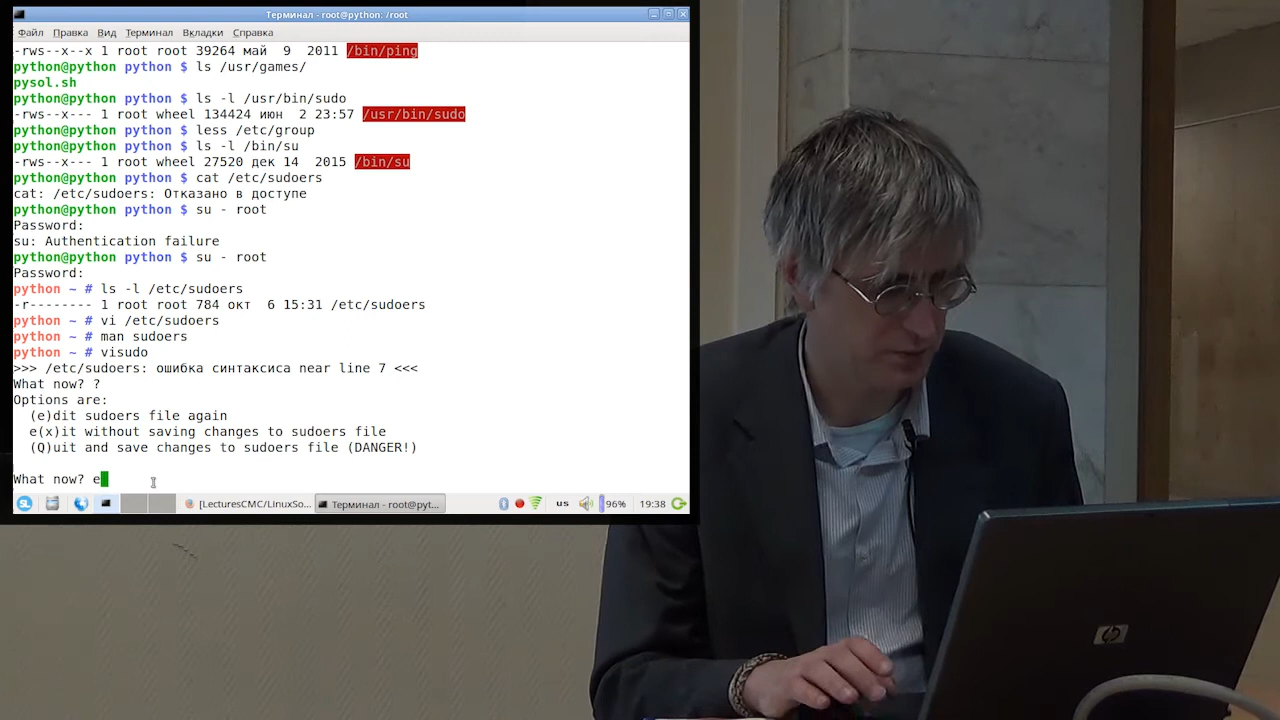 Терминал - root@python: /root
Файл Правка Вид Терминал Вкладки Справка
-rws--x--x 1 root root 39264 май 9 2011 /bin/ping
python@python python $ ls /usr/games/
pysol.sh
python@python python $ ls -l /usr/bin/sudo
-rws--x--- 1 root wheel 134424 июн 2 23:57 /usr/bin/sudo
python@python python $ less /etc/group
python@python python $ ls -l /bin/su
-rws--x--- 1 root wheel 27520 дек 14 2015 /bin/su
python@python python $ cat /etc/sudoers
cat: /etc/sudoers: Отказано в доступе
python@python python $ su - root
Password:
su: Authentication failure
python@python python $ su - root
Password:
python ~ # ls -l /etc/sudoers
-r-------- 1 root root 784 окт 6 15:31 /etc/sudoers
python ~ # vi /etc/sudoers
python ~ # man sudoers
python ~ # visudo
>>> /etc/sudoers: ошибка синтаксиса near line 7 <<<
What now? ?
Options are:
(e)dit sudoers file again
e(x)it without saving changes to sudoers file
(Q)uit and save changes to sudoers file (DANGER!)
What now? e
[LecturesCMC/LinuxSo... Терминал - root@pyt... us 96% 19:38
hp